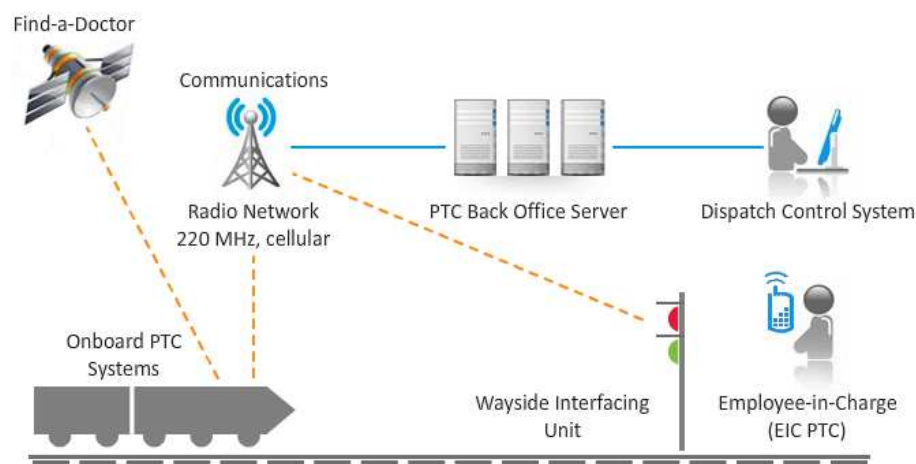 Find-a-Doctor
Communications
Radio Network
220 MHz, cellular
PTC Back Office Server
Dispatch Control System
Onboard PTC
Systems
Wayside Interfacing
Unit
Employee-in-Charge
(EIC PTC)